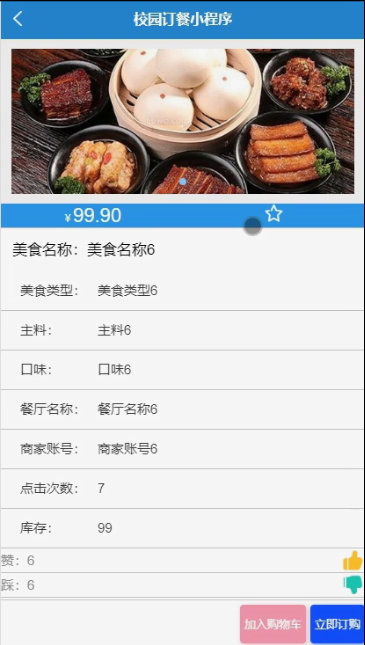 校园订餐小程序
¥99.90
美食名称：美食名称6
美食类型： 美食类型6
主料： 主料6
口味： 口味6
餐厅名称： 餐厅名称6
商家账号： 商家账号6
点击次数： 7
库存： 99
赞：6
踩：6
加入购物车 立即订购